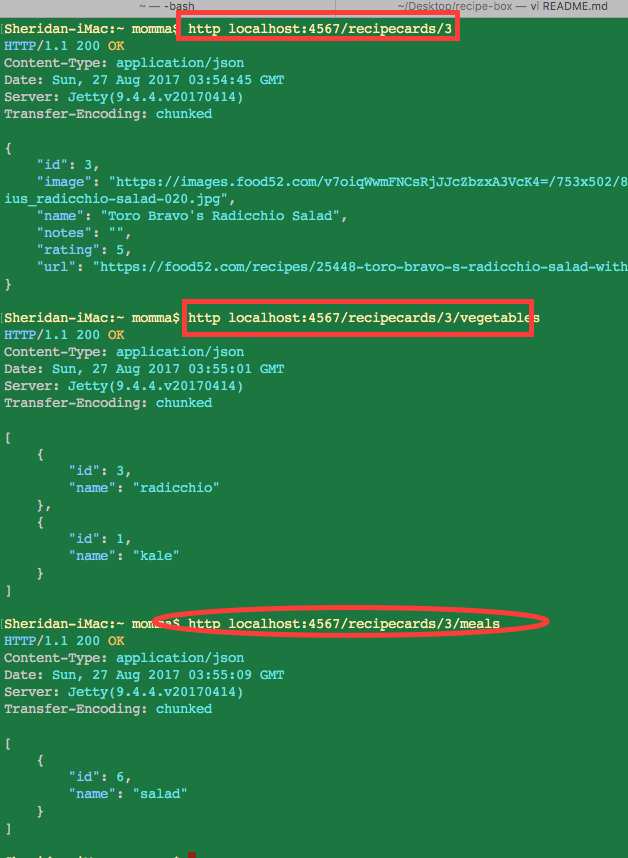 ~ — -bash ~/Desktop/recipe-box — vi README.md
[Sheridan-iMac:~ momma$ http localhost:4567/recipecards/3
HTTP/1.1 200 OK
Content-Type: application/json
Date: Sun, 27 Aug 2017 03:54:45 GMT
Server: Jetty(9.4.4.v20170414)
Transfer-Encoding: chunked
{
"id": 3,
"image": "https://images.food52.com/v7oiqWwmFNCsRjJJcZbzxA3VcK4=/753x502/8
ius_radicchio-salad-020.jpg",
"name": "Toro Bravo's Radicchio Salad",
"notes": "",
"rating": 5,
"url": "https://food52.com/recipes/25448-toro-bravo-s-radicchio-salad-with
}
[Sheridan-iMac:~ momma$ http localhost:4567/recipecards/3/vegetables
HTTP/1.1 200 OK
Content-Type: application/json
Date: Sun, 27 Aug 2017 03:55:01 GMT
Server: Jetty(9.4.4.v20170414)
Transfer-Encoding: chunked
[
{
"id": 3,
"name": "radicchio"
},
{
"id": 1,
"name": "kale"
}
]
[Sheridan-iMac:~ momma$ http localhost:4567/recipecards/3/meals
HTTP/1.1 200 OK
Content-Type: application/json
Date: Sun, 27 Aug 2017 03:55:09 GMT
Server: Jetty(9.4.4.v20170414)
Transfer-Encoding: chunked
[
{
"id": 6,
"name": "salad"
}
]
Sheridan-iMac:~ momma$